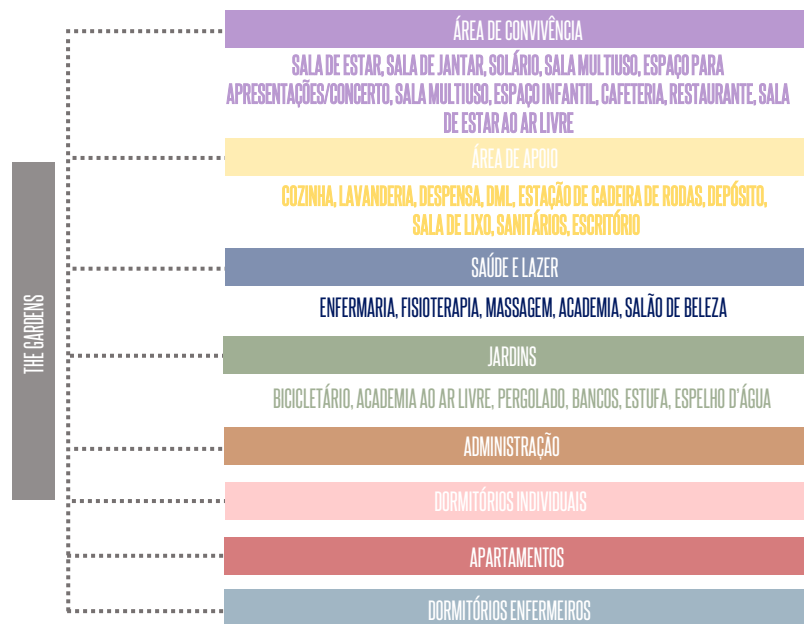 THE GARDENS
ÁREA DE CONVIVÊNCIA
SALA DE ESTAR, SALA DE JANTAR, SOLÁRIO, SALA MULTIUSO, ESPAÇO PARA
APRESENTAÇÕES/CONCERTO, SALA MULTIUSO, ESPAÇO INFANTIL, CAFETERIA, RESTAURANTE, SALA
DE ESTAR AO AR LIVRE
ÁREA DE APOIO
COZINHA, LAVANDERIA, DESPENSA, DML, ESTAÇÃO DE CADEIRA DE RODAS, DEPÓSITO,
SALA DE LIXO, SANITÁRIOS, ESCRITÓRIO
SAÚDE E LAZER
ENFERMARIA, FISIOTERAPIA, MASSAGEM, ACADEMIA, SALÃO DE BELEZA
JARDINS
BICICLETÁRIO, ACADEMIA AO AR LIVRE, PERGOLADO, BANCOS, ESTUFA, ESPELHO D'ÁGUA
ADMINISTRAÇÃO
DORMITÓRIOS INDIVIDUAIS
APARTAMENTOS
DORMITÓRIOS ENFERMEIROS